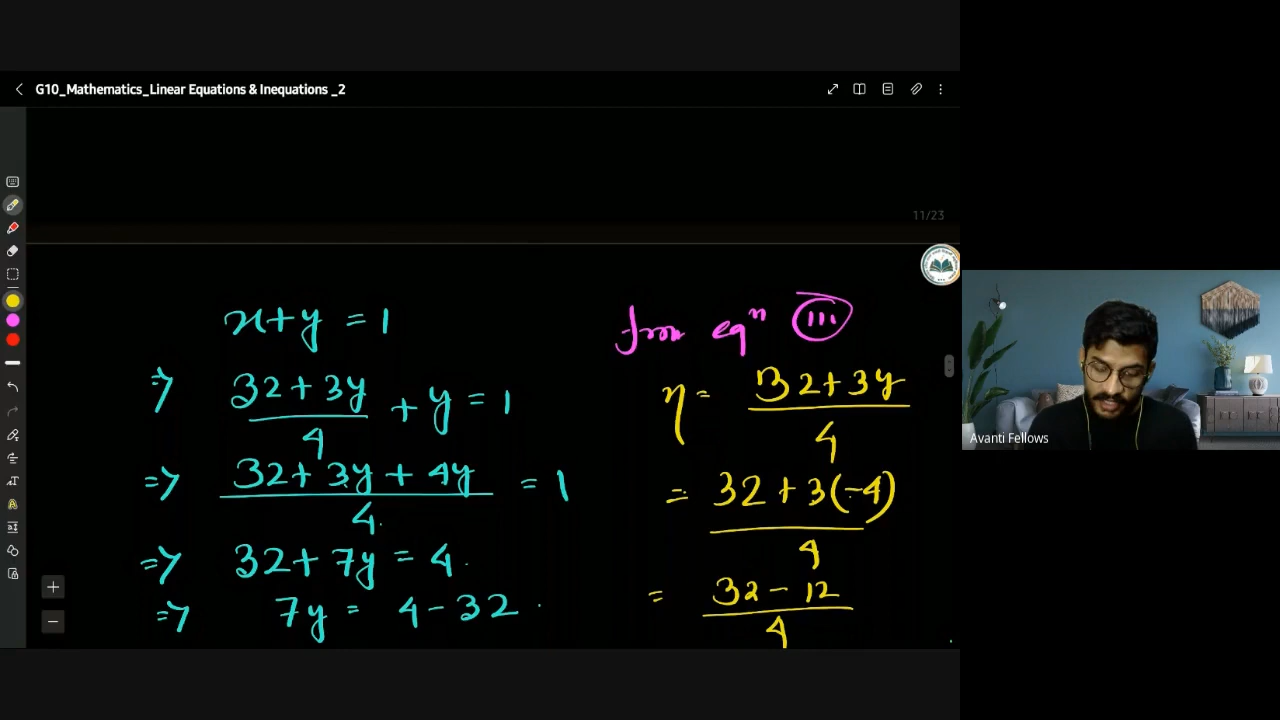 G10_Mathematics_Linear Equations & Inequations _2
11/23
x+y = 1
=> 32+3y/4 + y = 1
=> 32+3y+4y/4 = 1
=> 32+7y = 4
=> 7y = 4-32
from eqⁿ (III)
x = 32+3y/4
= 32+3(-4)/4
= 32-12/4
Avanti Fellows